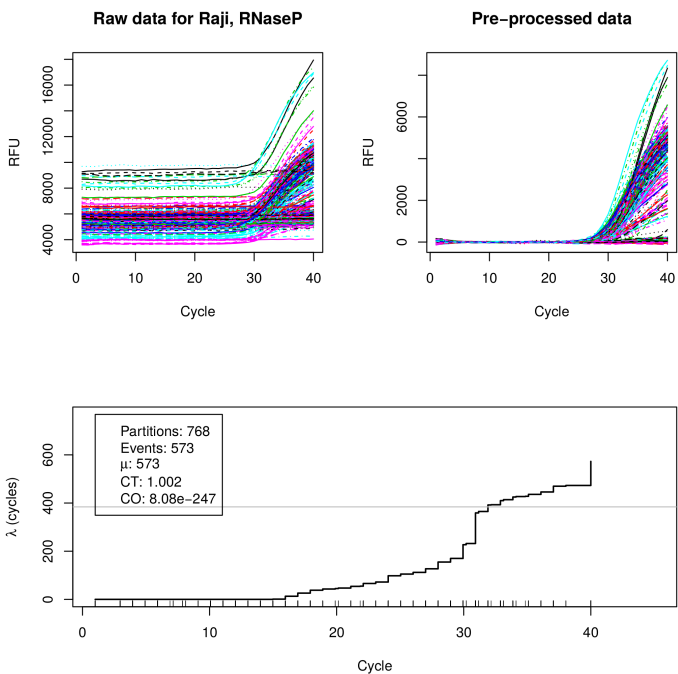 Raw data for Raji, RNaseP
Pre−processed data
RFU
4000 8000 12000 16000
0 10 20 30 40
Cycle
RFU
0 2000 6000
0 10 20 30 40
Cycle
Partitions: 768
Events: 573
μ: 573
CT: 1.002
CO: 8.08e−247
λ (cycles)
0 200 400 600
0 10 20 30 40
Cycle